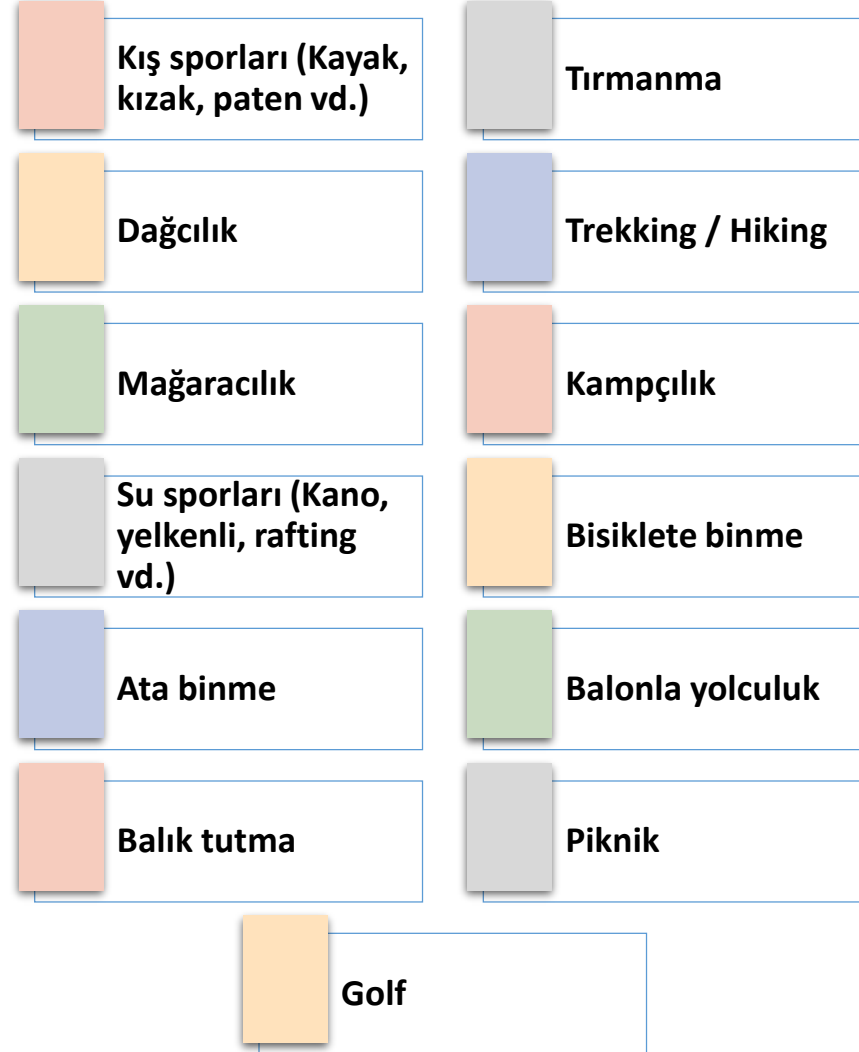 Kış sporları (Kayak,
kızak, paten vd.)
Tırmanma
Dağcılık
Trekking / Hiking
Mağaracılık
Kampçılık
Su sporları (Kano,
yelkenli, rafting
vd.)
Bisiklete binme
Ata binme
Balonla yolculuk
Balık tutma
Piknik
Golf